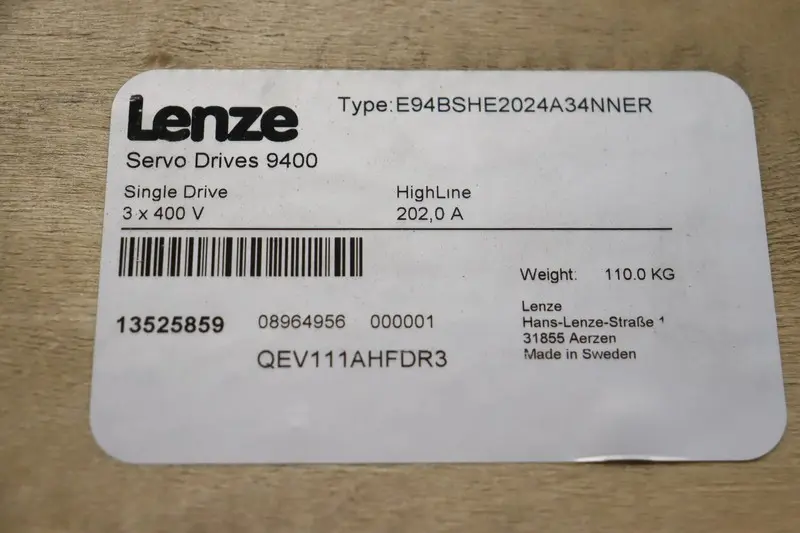 Lenze
Type:E94BSHE2024A34NNER
Servo Drives 9400
Single Drive
HighLine
3 x 400 V
202,0 A
Weight: 110.0 KG
13525859 08964956 000001
QEV111AHFDR3
Lenze
Hans-Lenze-Straße 1
31855 Aerzen
Made in Sweden